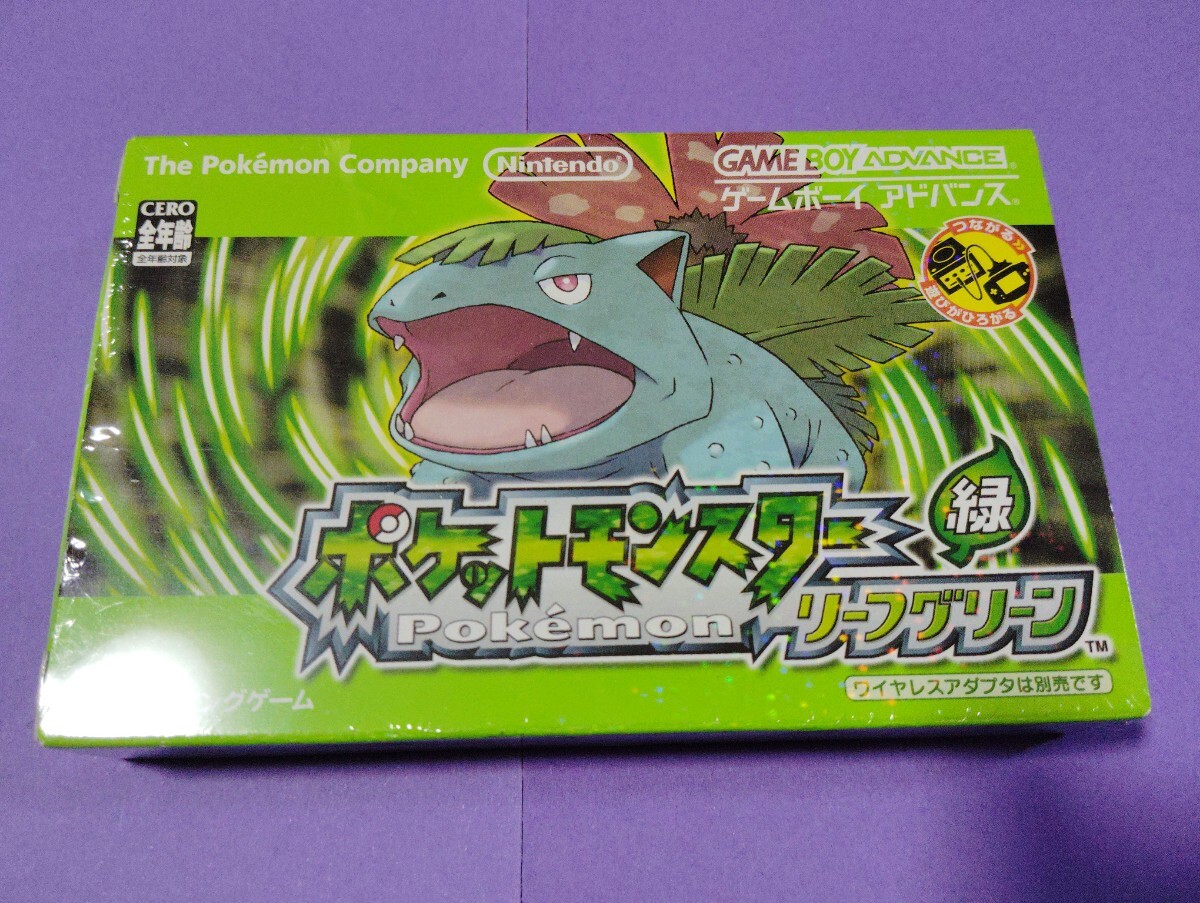 The Pokémon Company Nintendo®
GAME BOY ADVANCE®
ゲームボーイ アドバンス®
CERO
全年齢
全年齢対象
つながる»
遊びがひろがる
ポケットモンスター
緑
Pokémon
リーフグリーン™
グゲーム
ワイヤレスアダプタは別売です